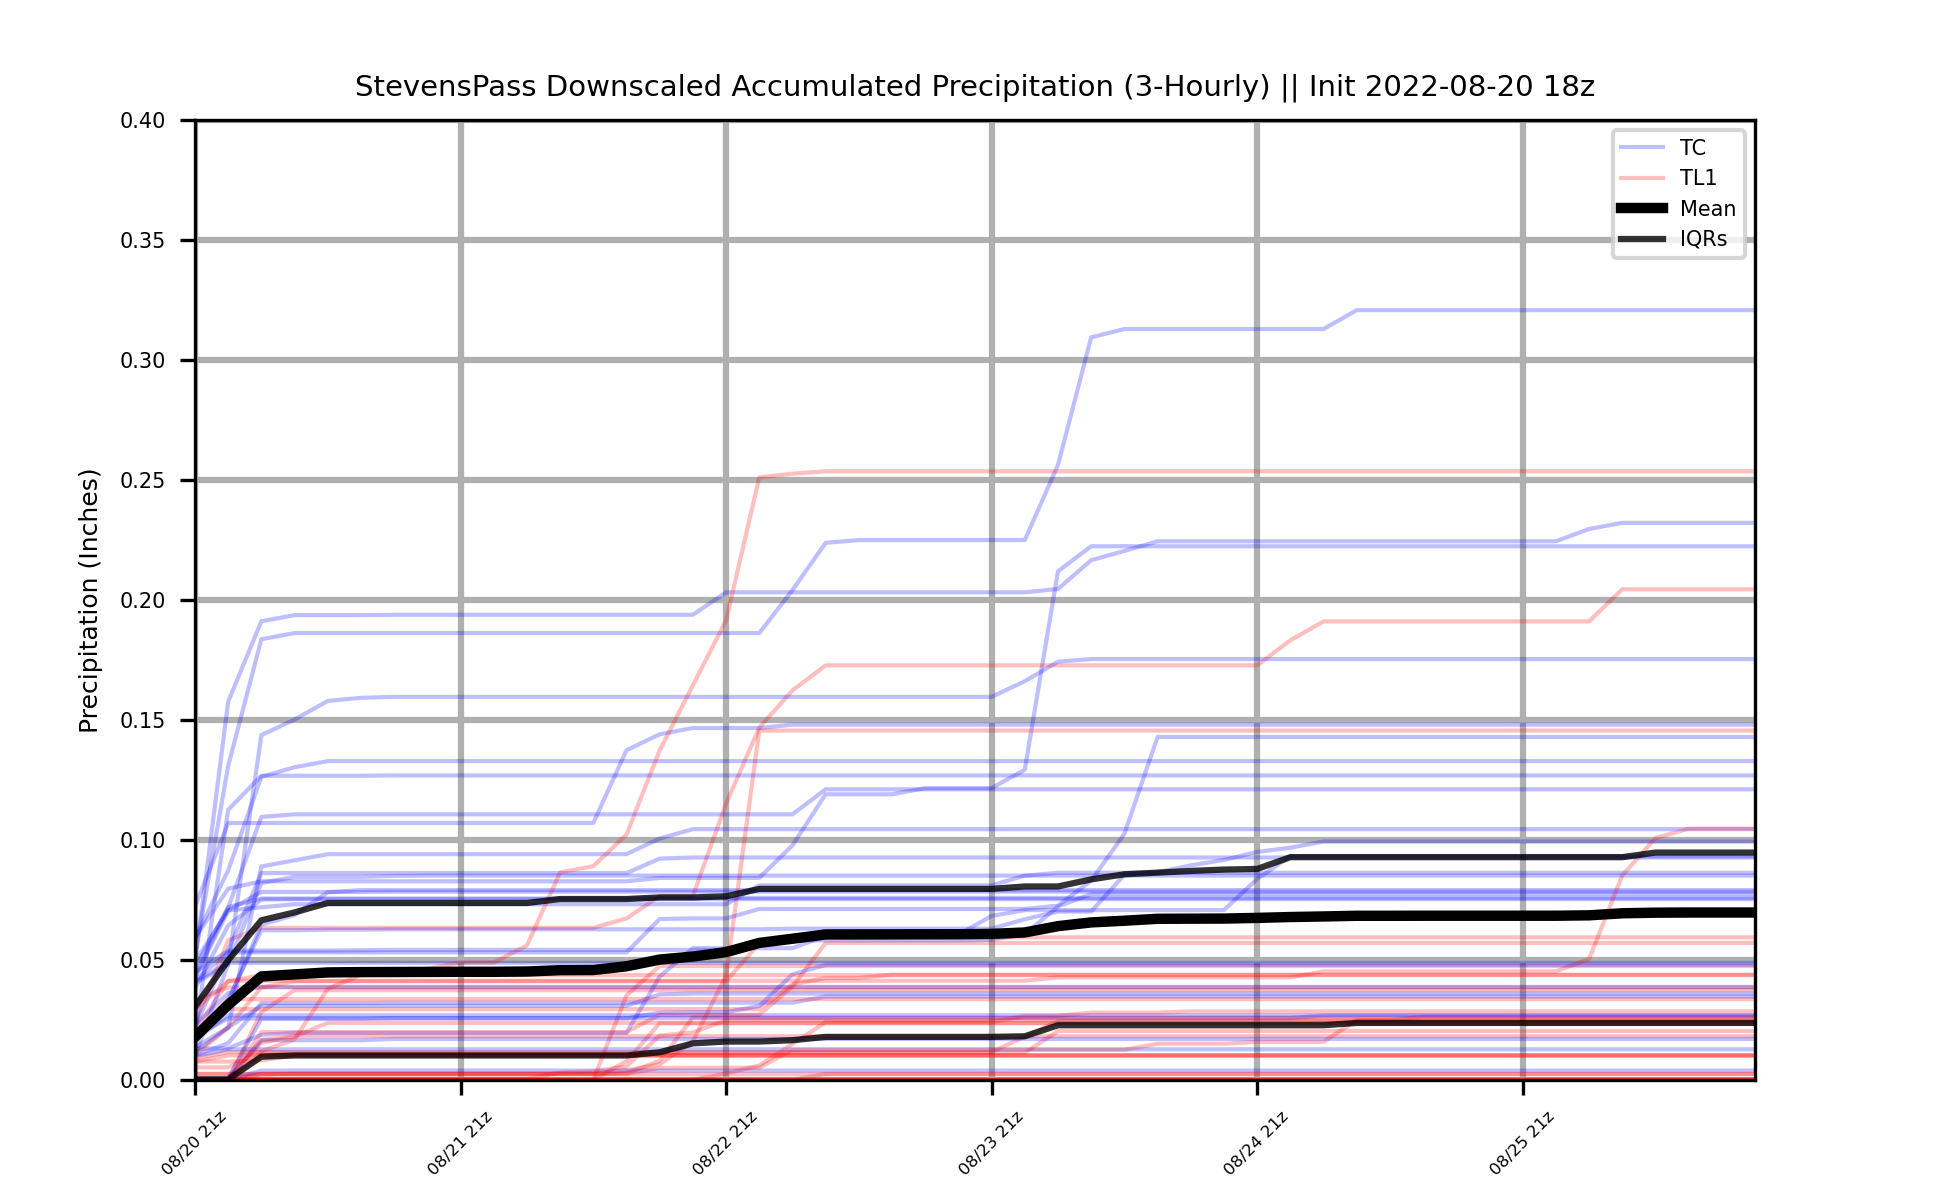 StevensPass Downscaled Accumulated Precipitation (3-Hourly) || Init 2022-08-20 18z
Precipitation (Inches)
0.40
0.35
0.30
0.25
0.20
0.15
0.10
0.05
0.00
TC
TL1
Mean
IQRs
08/20 21z
08/21 21z
08/22 21z
08/23 21z
08/24 21z
08/25 21z